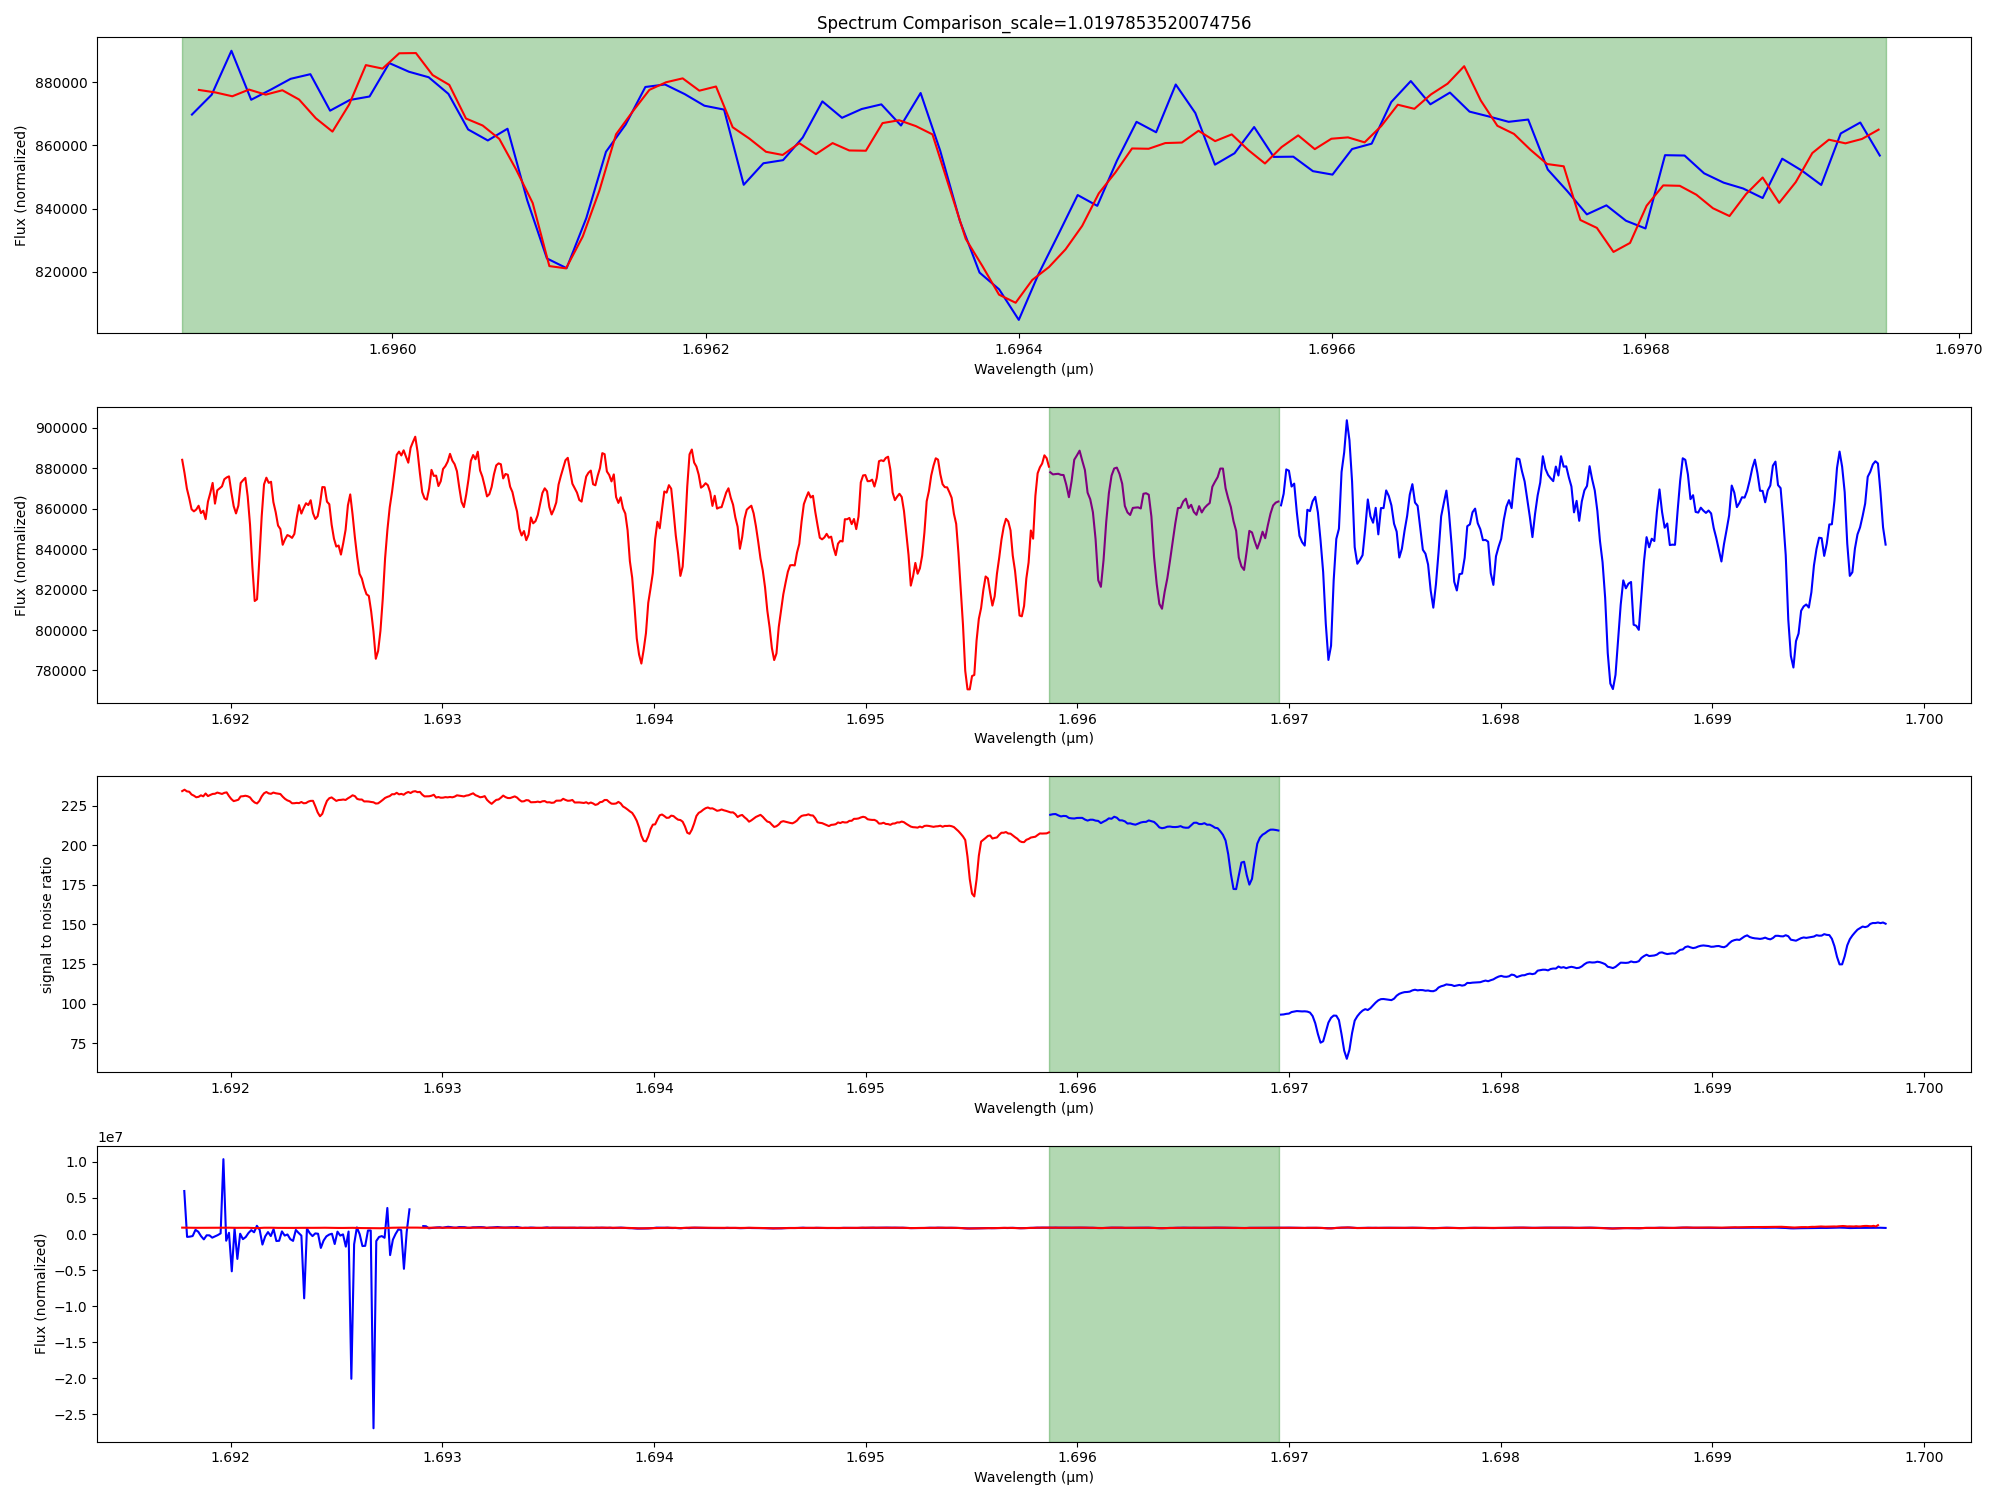 Spectrum Comparison_scale=1.0197853520074756
Flux (normalized)
880000
860000
840000
820000
1.6960 1.6962 1.6964 1.6966 1.6968 1.6970
Wavelength (μm)
Flux (normalized)
900000
880000
860000
840000
820000
800000
780000
1.692 1.693 1.694 1.695 1.696 1.697 1.698 1.699 1.700
Wavelength (μm)
signal to noise ratio
225
200
175
150
125
100
75
1.692 1.693 1.694 1.695 1.696 1.697 1.698 1.699 1.700
Wavelength (μm)
1e7
Flux (normalized)
1.0
0.5
0.0
−0.5
−1.0
−1.5
−2.0
−2.5
1.692 1.693 1.694 1.695 1.696 1.697 1.698 1.699 1.700
Wavelength (μm)